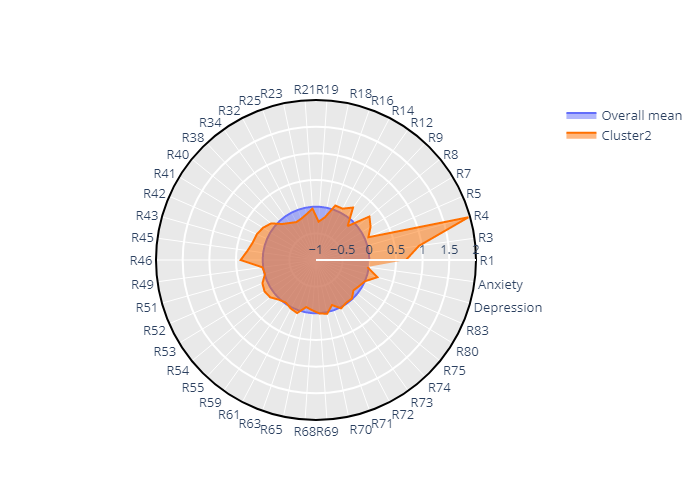 Overall mean
Cluster2
R1
R3
R4
R5
R7
R8
R9
R12
R14
R16
R18
R19
R21
R23
R25
R32
R34
R38
R40
R41
R42
R43
R45
R46
R49
R51
R52
R53
R54
R55
R59
R61
R63
R65
R68
R69
R70
R71
R72
R73
R74
R75
R80
R83
Depression
Anxiety
−1 −0.5 0 0.5 1 1.5 2